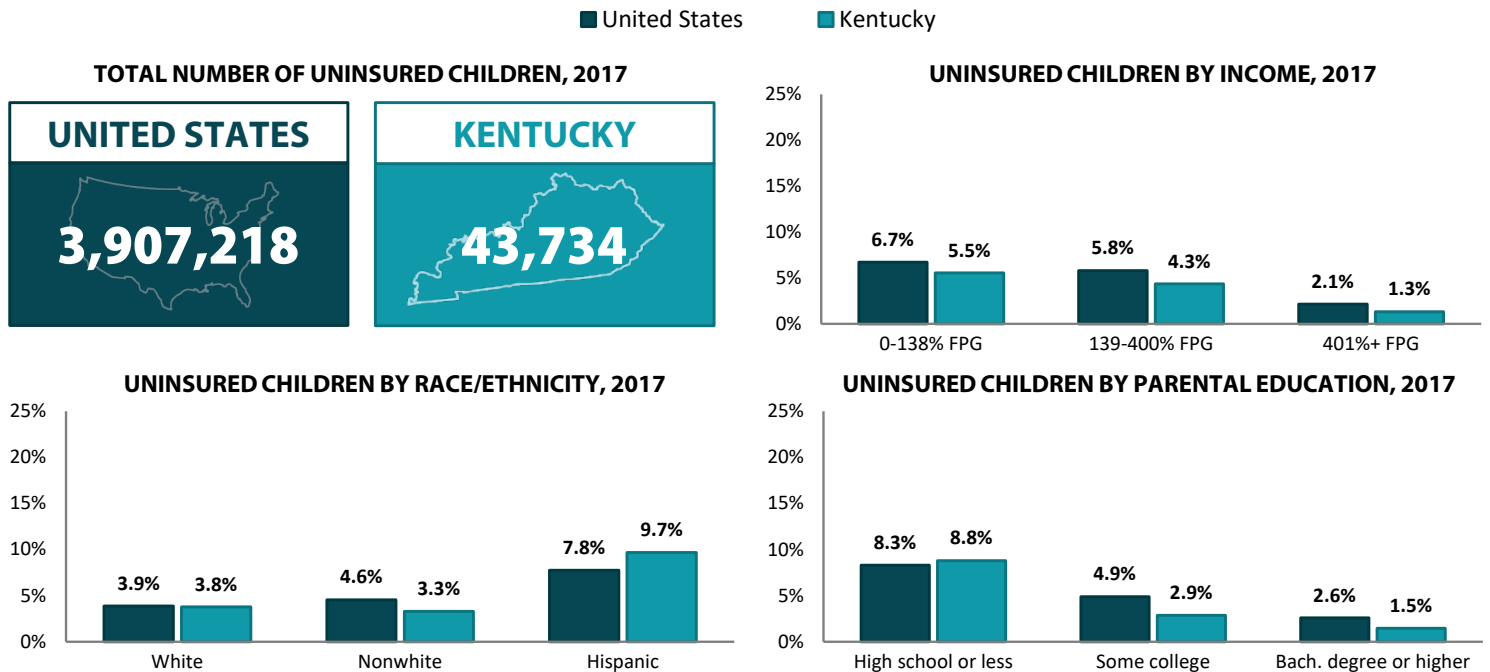 United States Kentucky
TOTAL NUMBER OF UNINSURED CHILDREN, 2017
UNITED STATES
3,907,218
KENTUCKY
43,734
UNINSURED CHILDREN BY INCOME, 2017
25%
20%
15%
10%
5%
0%
6.7% 5.5% 5.8% 4.3% 2.1% 1.3%
0-138% FPG 139-400% FPG 401%+ FPG
UNINSURED CHILDREN BY RACE/ETHNICITY, 2017
25%
20%
15%
10%
5%
0%
3.9% 3.8% 4.6% 3.3% 7.8% 9.7%
White Nonwhite Hispanic
UNINSURED CHILDREN BY PARENTAL EDUCATION, 2017
25%
20%
15%
10%
5%
0%
8.3% 8.8% 4.9% 2.9% 2.6% 1.5%
High school or less Some college Bach. degree or higher